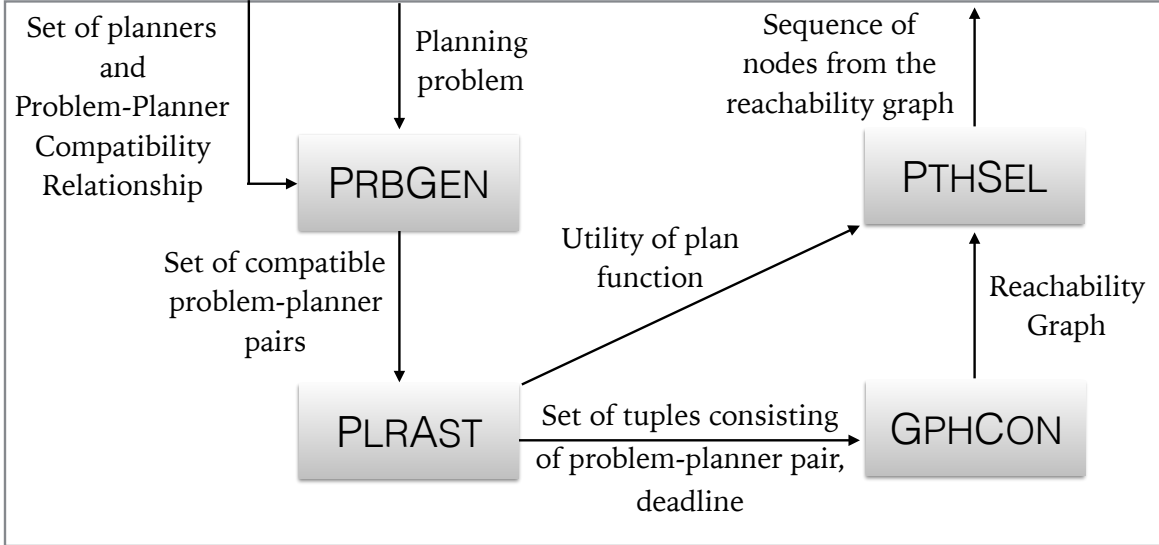 Set of planners
and
Problem-Planner
Compatibility
Relationship
Planning
problem
Sequence of
nodes from the
reachability graph
PRBGEN
PTHSEL
Set of compatible
problem-planner
pairs
Utility of plan
function
Reachability
Graph
PLRAST
Set of tuples consisting
of problem-planner pair,
deadline
GPHCON